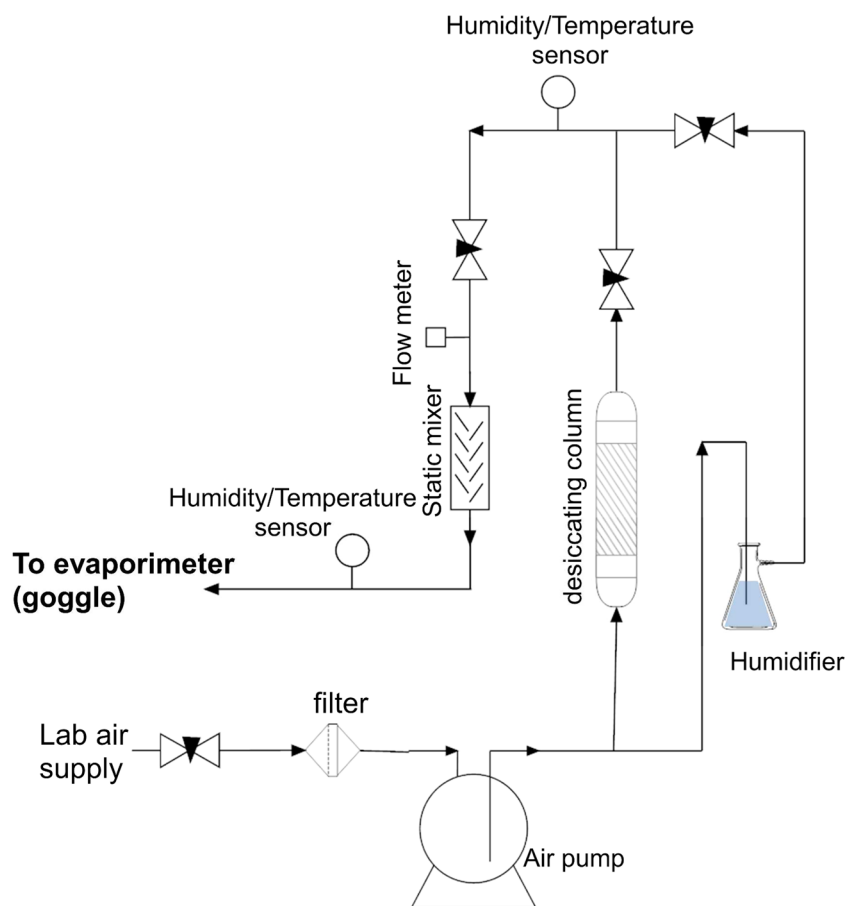 Humidity/Temperature
sensor
Flow meter
Static mixer
desiccating column
Humidity/Temperature
sensor
To evaporimeter
(goggle)
Humidifier
filter
Lab air
supply
Air pump